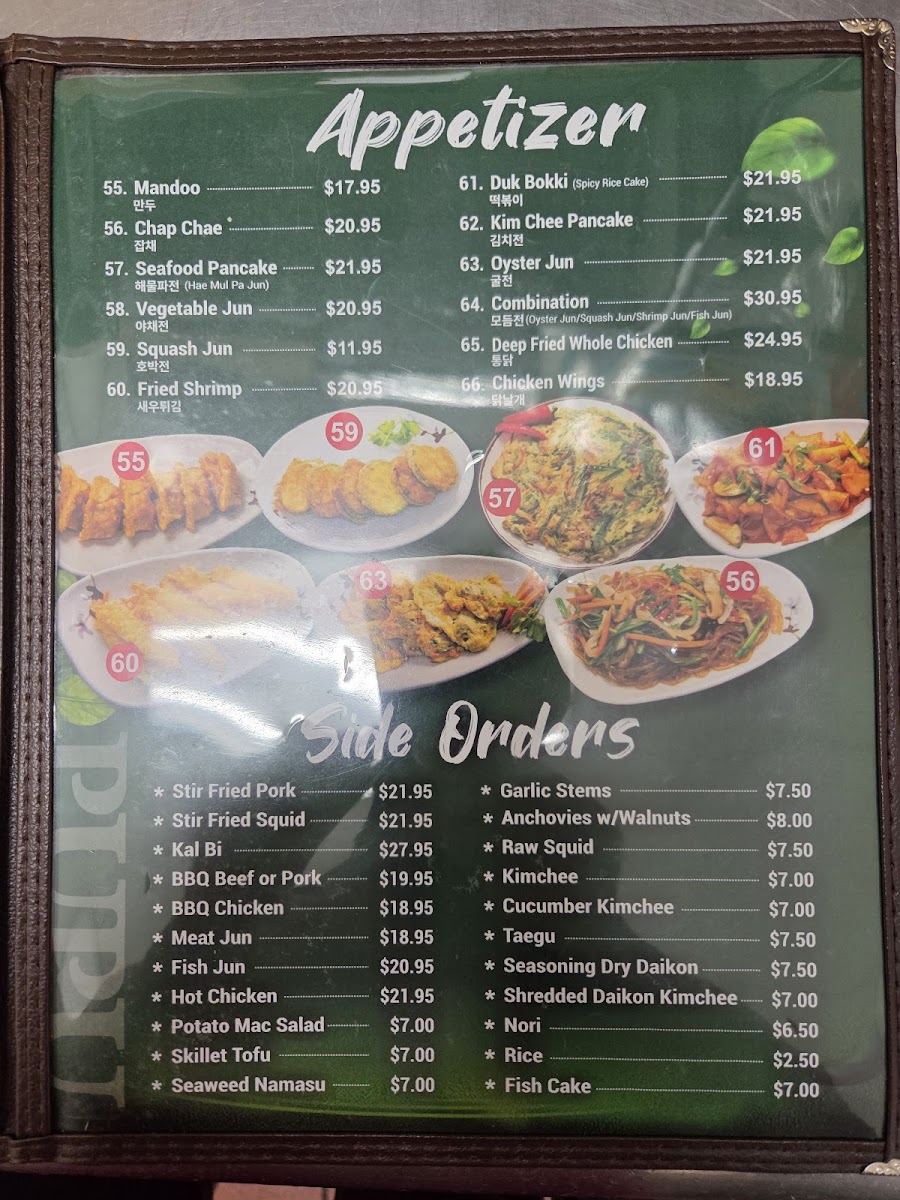 Appetizer
55. Mandoo $17.95
만두
56. Chap Chae $20.95
잡채
57. Seafood Pancake $21.95
해물파전 (Hae Mul Pa Jun)
58. Vegetable Jun $20.95
야채전
59. Squash Jun $11.95
호박전
60. Fried Shrimp $20.95
새우튀김
61. Duk Bokki (Spicy Rice Cake) $21.95
떡볶이
62. Kim Chee Pancake $21.95
김치전
63. Oyster Jun $21.95
굴전
64. Combination $30.95
모듬전 (Oyster Jun/Squash Jun/Shrimp Jun/Fish Jun)
65. Deep Fried Whole Chicken $24.95
통닭
66. Chicken Wings $18.95
닭날개
55
59
57
61
60
63
56
Side Orders
* Stir Fried Pork $21.95
* Stir Fried Squid $21.95
* Kal Bi $27.95
* BBQ Beef or Pork $19.95
* BBQ Chicken $18.95
* Meat Jun $18.95
* Fish Jun $20.95
* Hot Chicken $21.95
* Potato Mac Salad $7.00
* Skillet Tofu $7.00
* Seaweed Namasu $7.00
* Garlic Stems $7.50
* Anchovies w/Walnuts $8.00
* Raw Squid $7.50
* Kimchee $7.00
* Cucumber Kimchee $7.00
* Taegu $7.50
* Seasoning Dry Daikon $7.50
* Shredded Daikon Kimchee $7.00
* Nori $6.50
* Rice $2.50
* Fish Cake $7.00